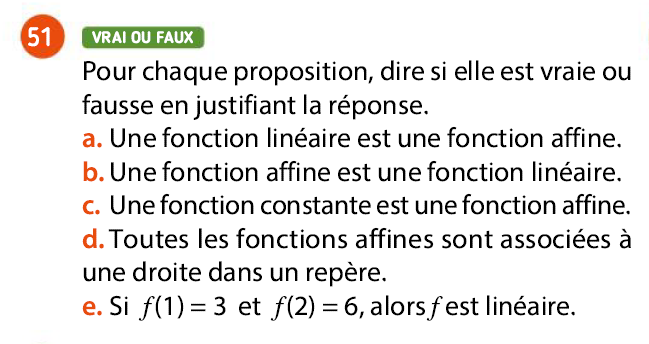 51 VRAI OU FAUX
Pour chaque proposition, dire si elle est vraie ou
fausse en justifiant la réponse.
a. Une fonction linéaire est une fonction affine.
b. Une fonction affine est une fonction linéaire.
c. Une fonction constante est une fonction affine.
d. Toutes les fonctions affines sont associées à
une droite dans un repère.
e. Si f(1) = 3 et f(2) = 6, alors f est linéaire.